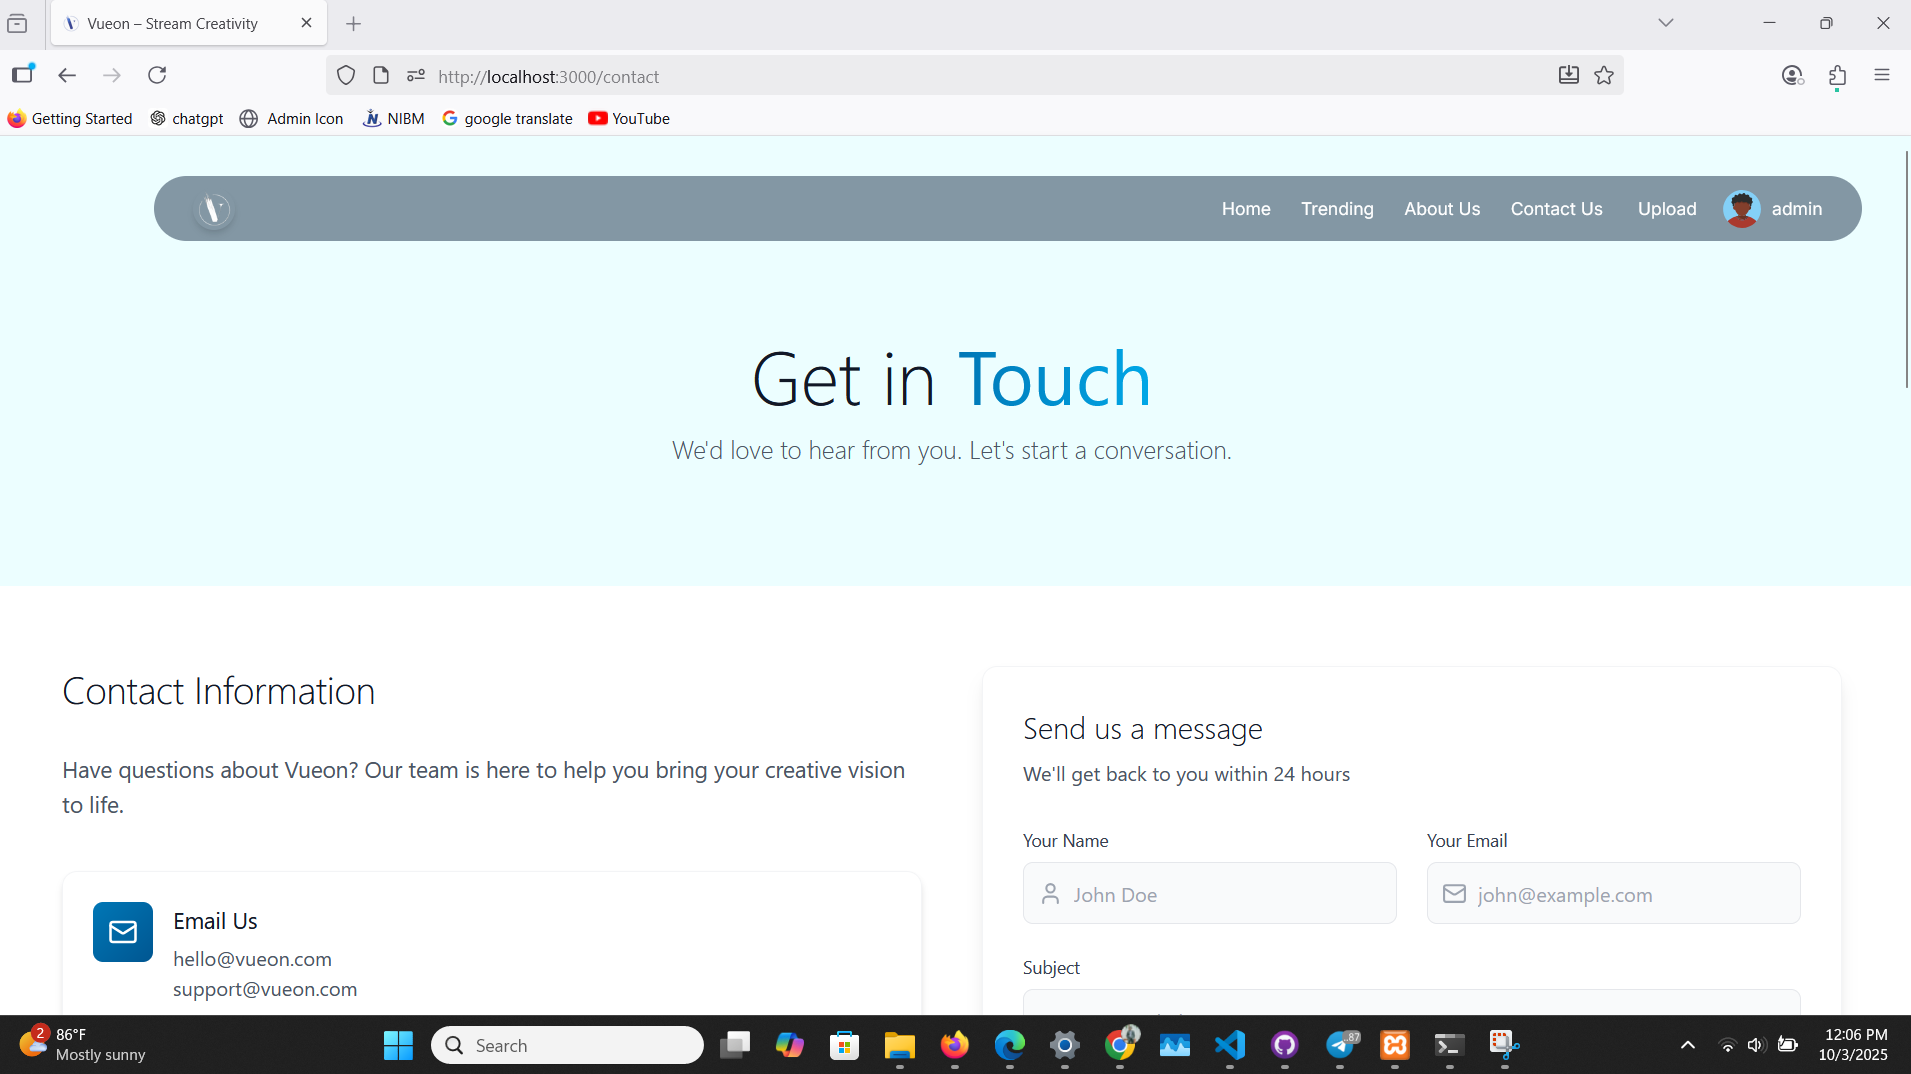 Vueon – Stream Creativity
http://localhost:3000/contact
Getting Started chatgpt Admin Icon NIBM google translate YouTube
Home Trending About Us Contact Us Upload admin
Get in Touch
We'd love to hear from you. Let's start a conversation.
Contact Information
Have questions about Vueon? Our team is here to help you bring your creative vision
to life.
Email Us
hello@vueon.com
support@vueon.com
Send us a message
We'll get back to you within 24 hours
Your Name Your Email
John Doe john@example.com
Subject
2 86°F
Mostly sunny
Search
87
12:06 PM
10/3/2025